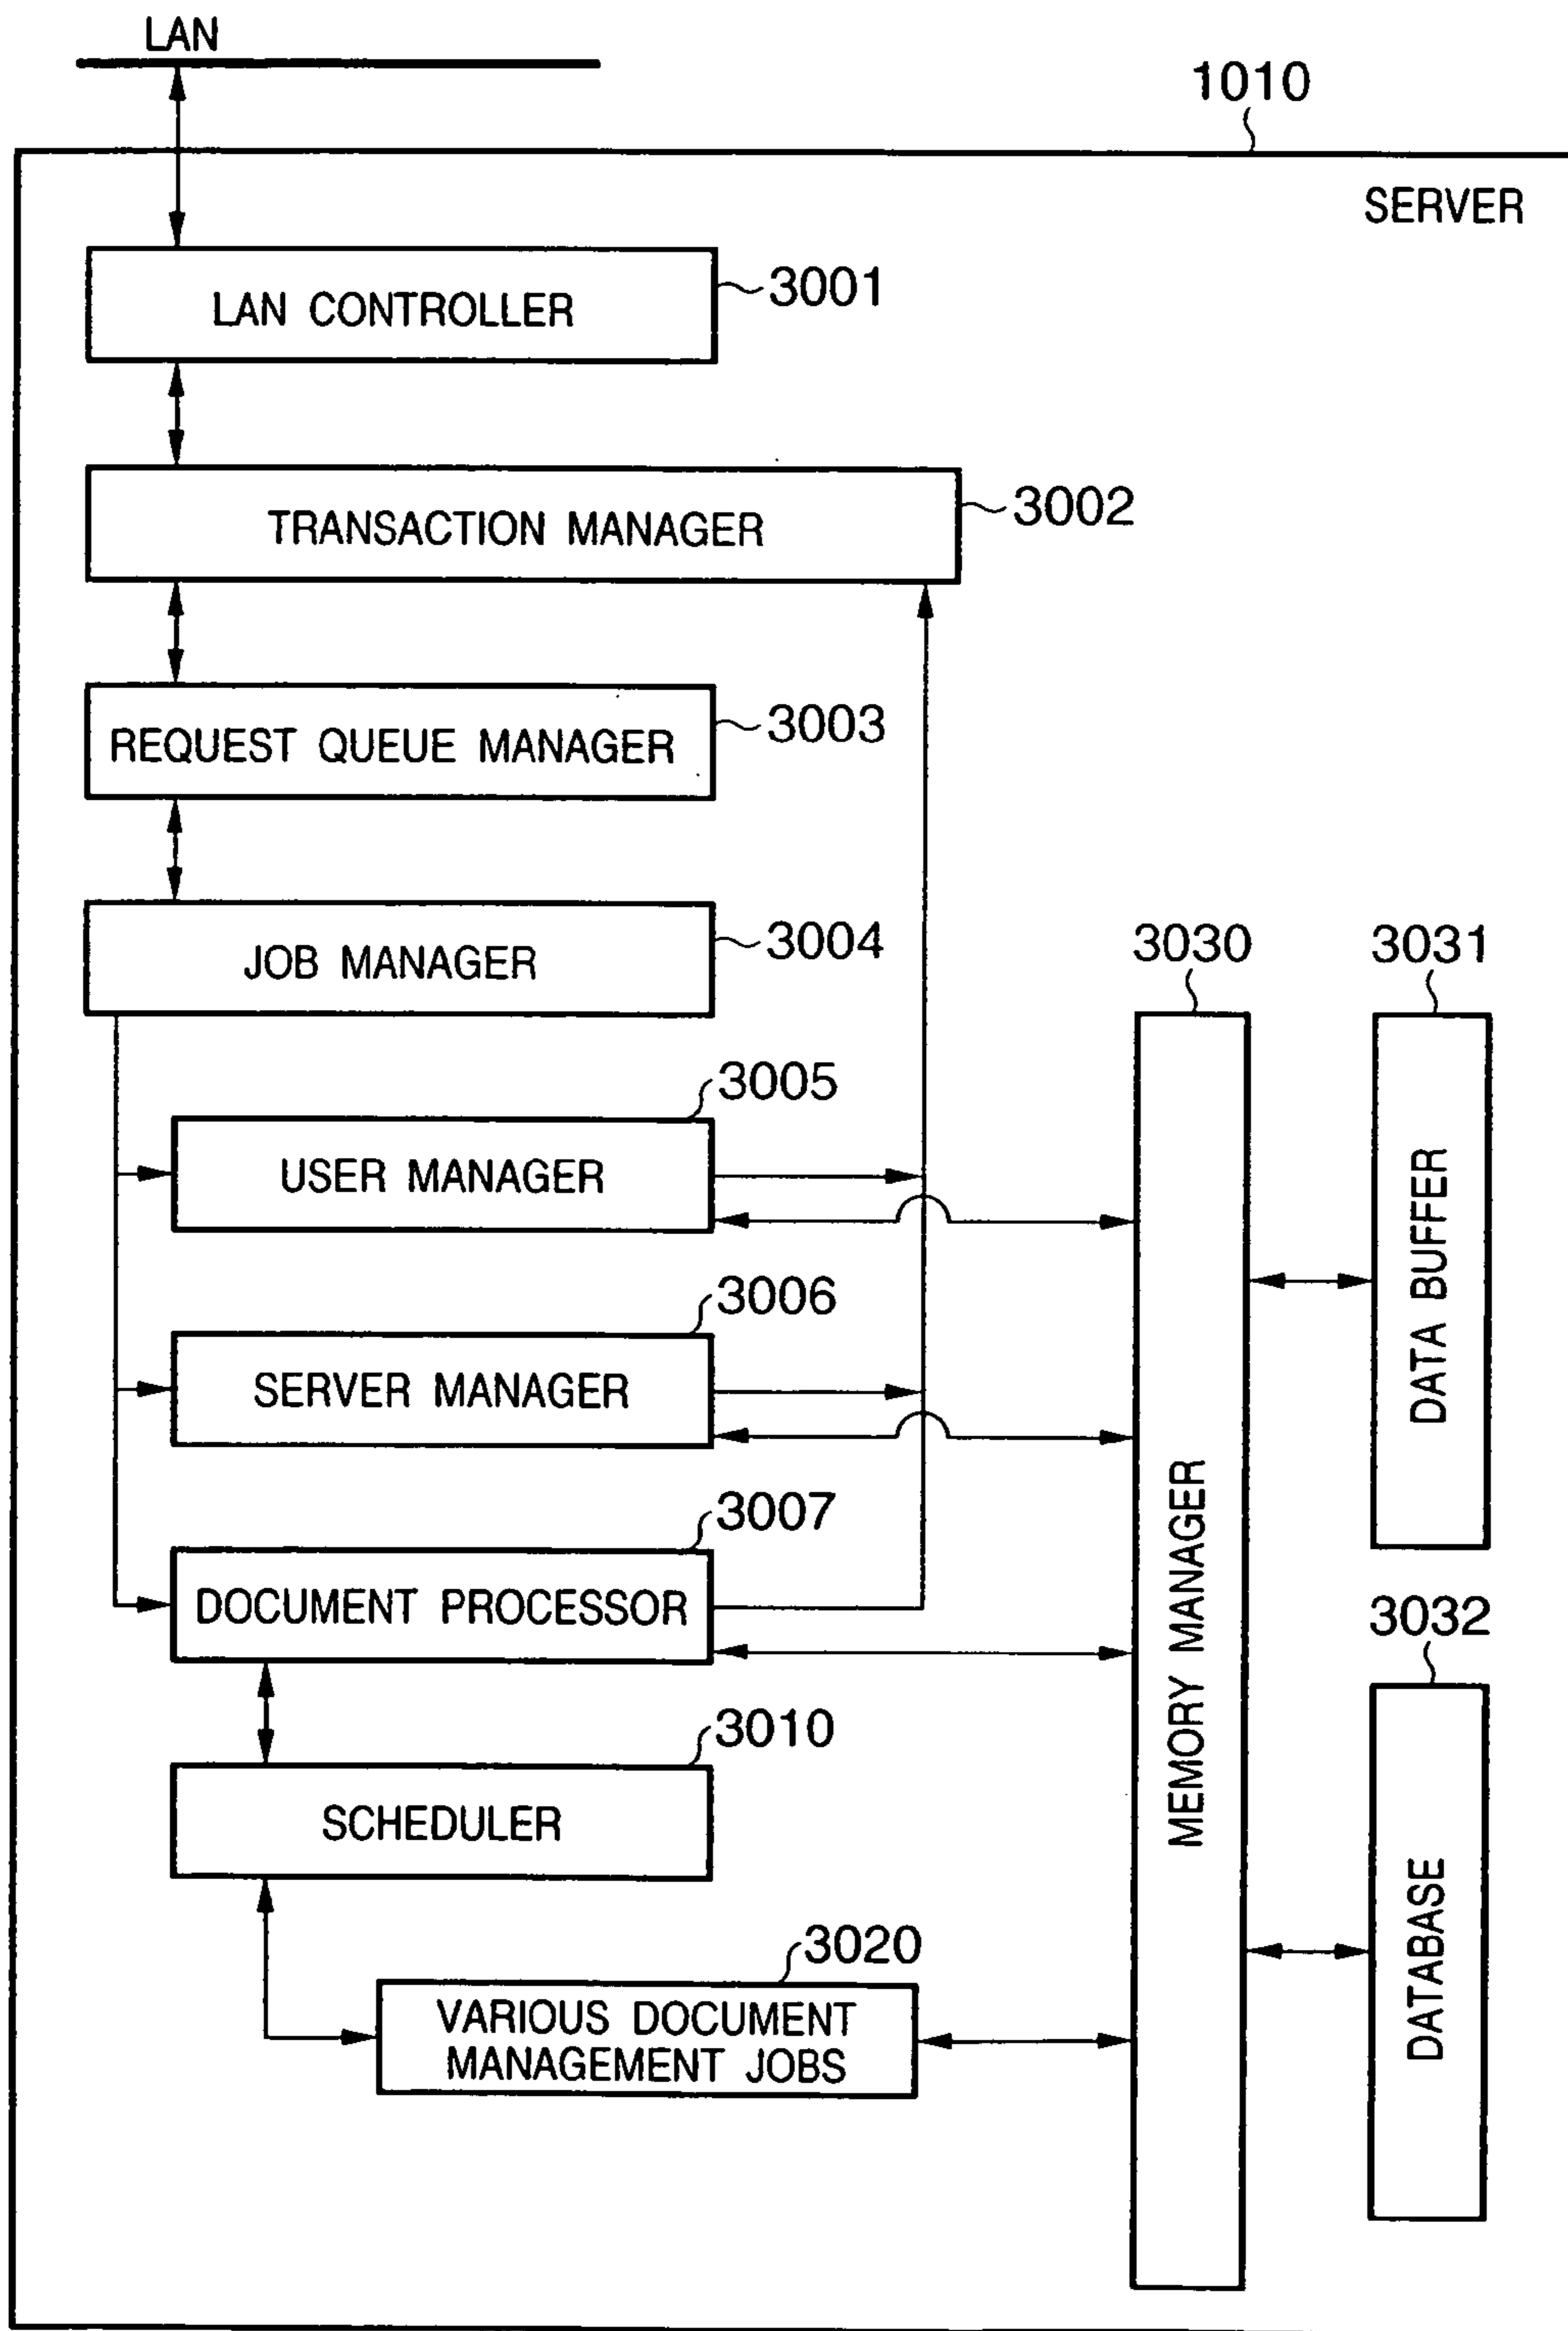 LAN
1010
SERVER
LAN CONTROLLER
3001
TRANSACTION MANAGER
3002
REQUEST QUEUE MANAGER
3003
JOB MANAGER
3004
3030
3031
3005
USER MANAGER
DATA BUFFER
3006
SERVER MANAGER
MEMORY MANAGER
3007
DOCUMENT PROCESSOR
3032
3010
SCHEDULER
DATABASE
3020
VARIOUS DOCUMENT
MANAGEMENT JOBS